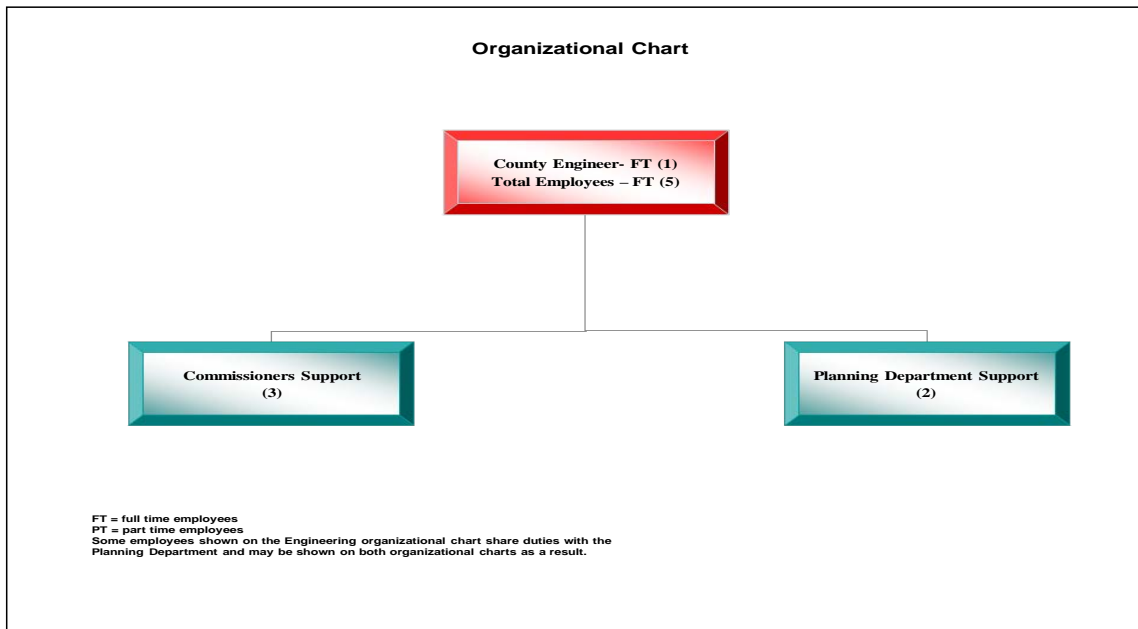 Organizational Chart
County Engineer- FT (1)
Total Employees – FT (5)
Commissioners Support
(3)
Planning Department Support
(2)
FT = full time employees
PT = part time employees
Some employees shown on the Engineering organizational chart share duties with the
Planning Department and may be shown on both organizational charts as a result.